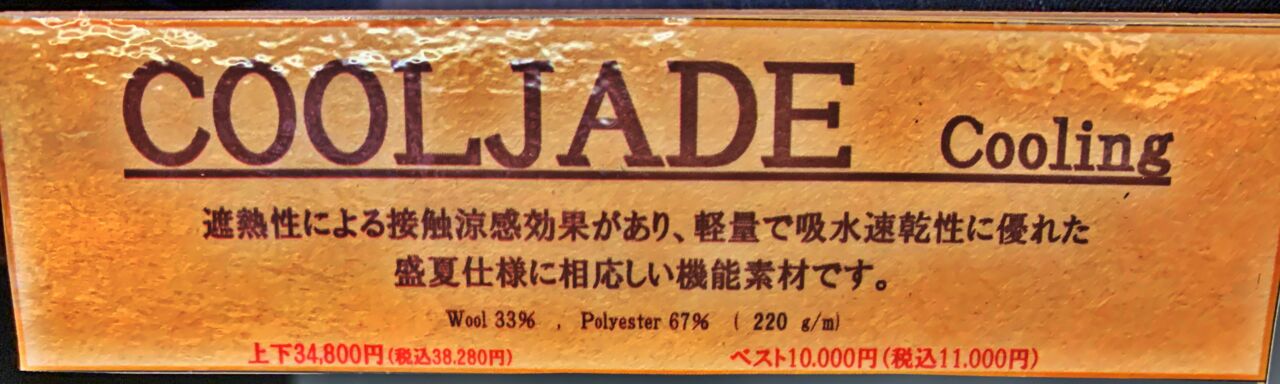 COOLJADE Cooling
遮熱性による接触涼感効果があり、軽量で吸水速乾性に優れた
盛夏仕様に相応しい機能素材です。
Wool 33% , Polyester 67% ( 220 g/m)
上下34,800円(税込38.280円) ベスト10.000円(税込11.000円)